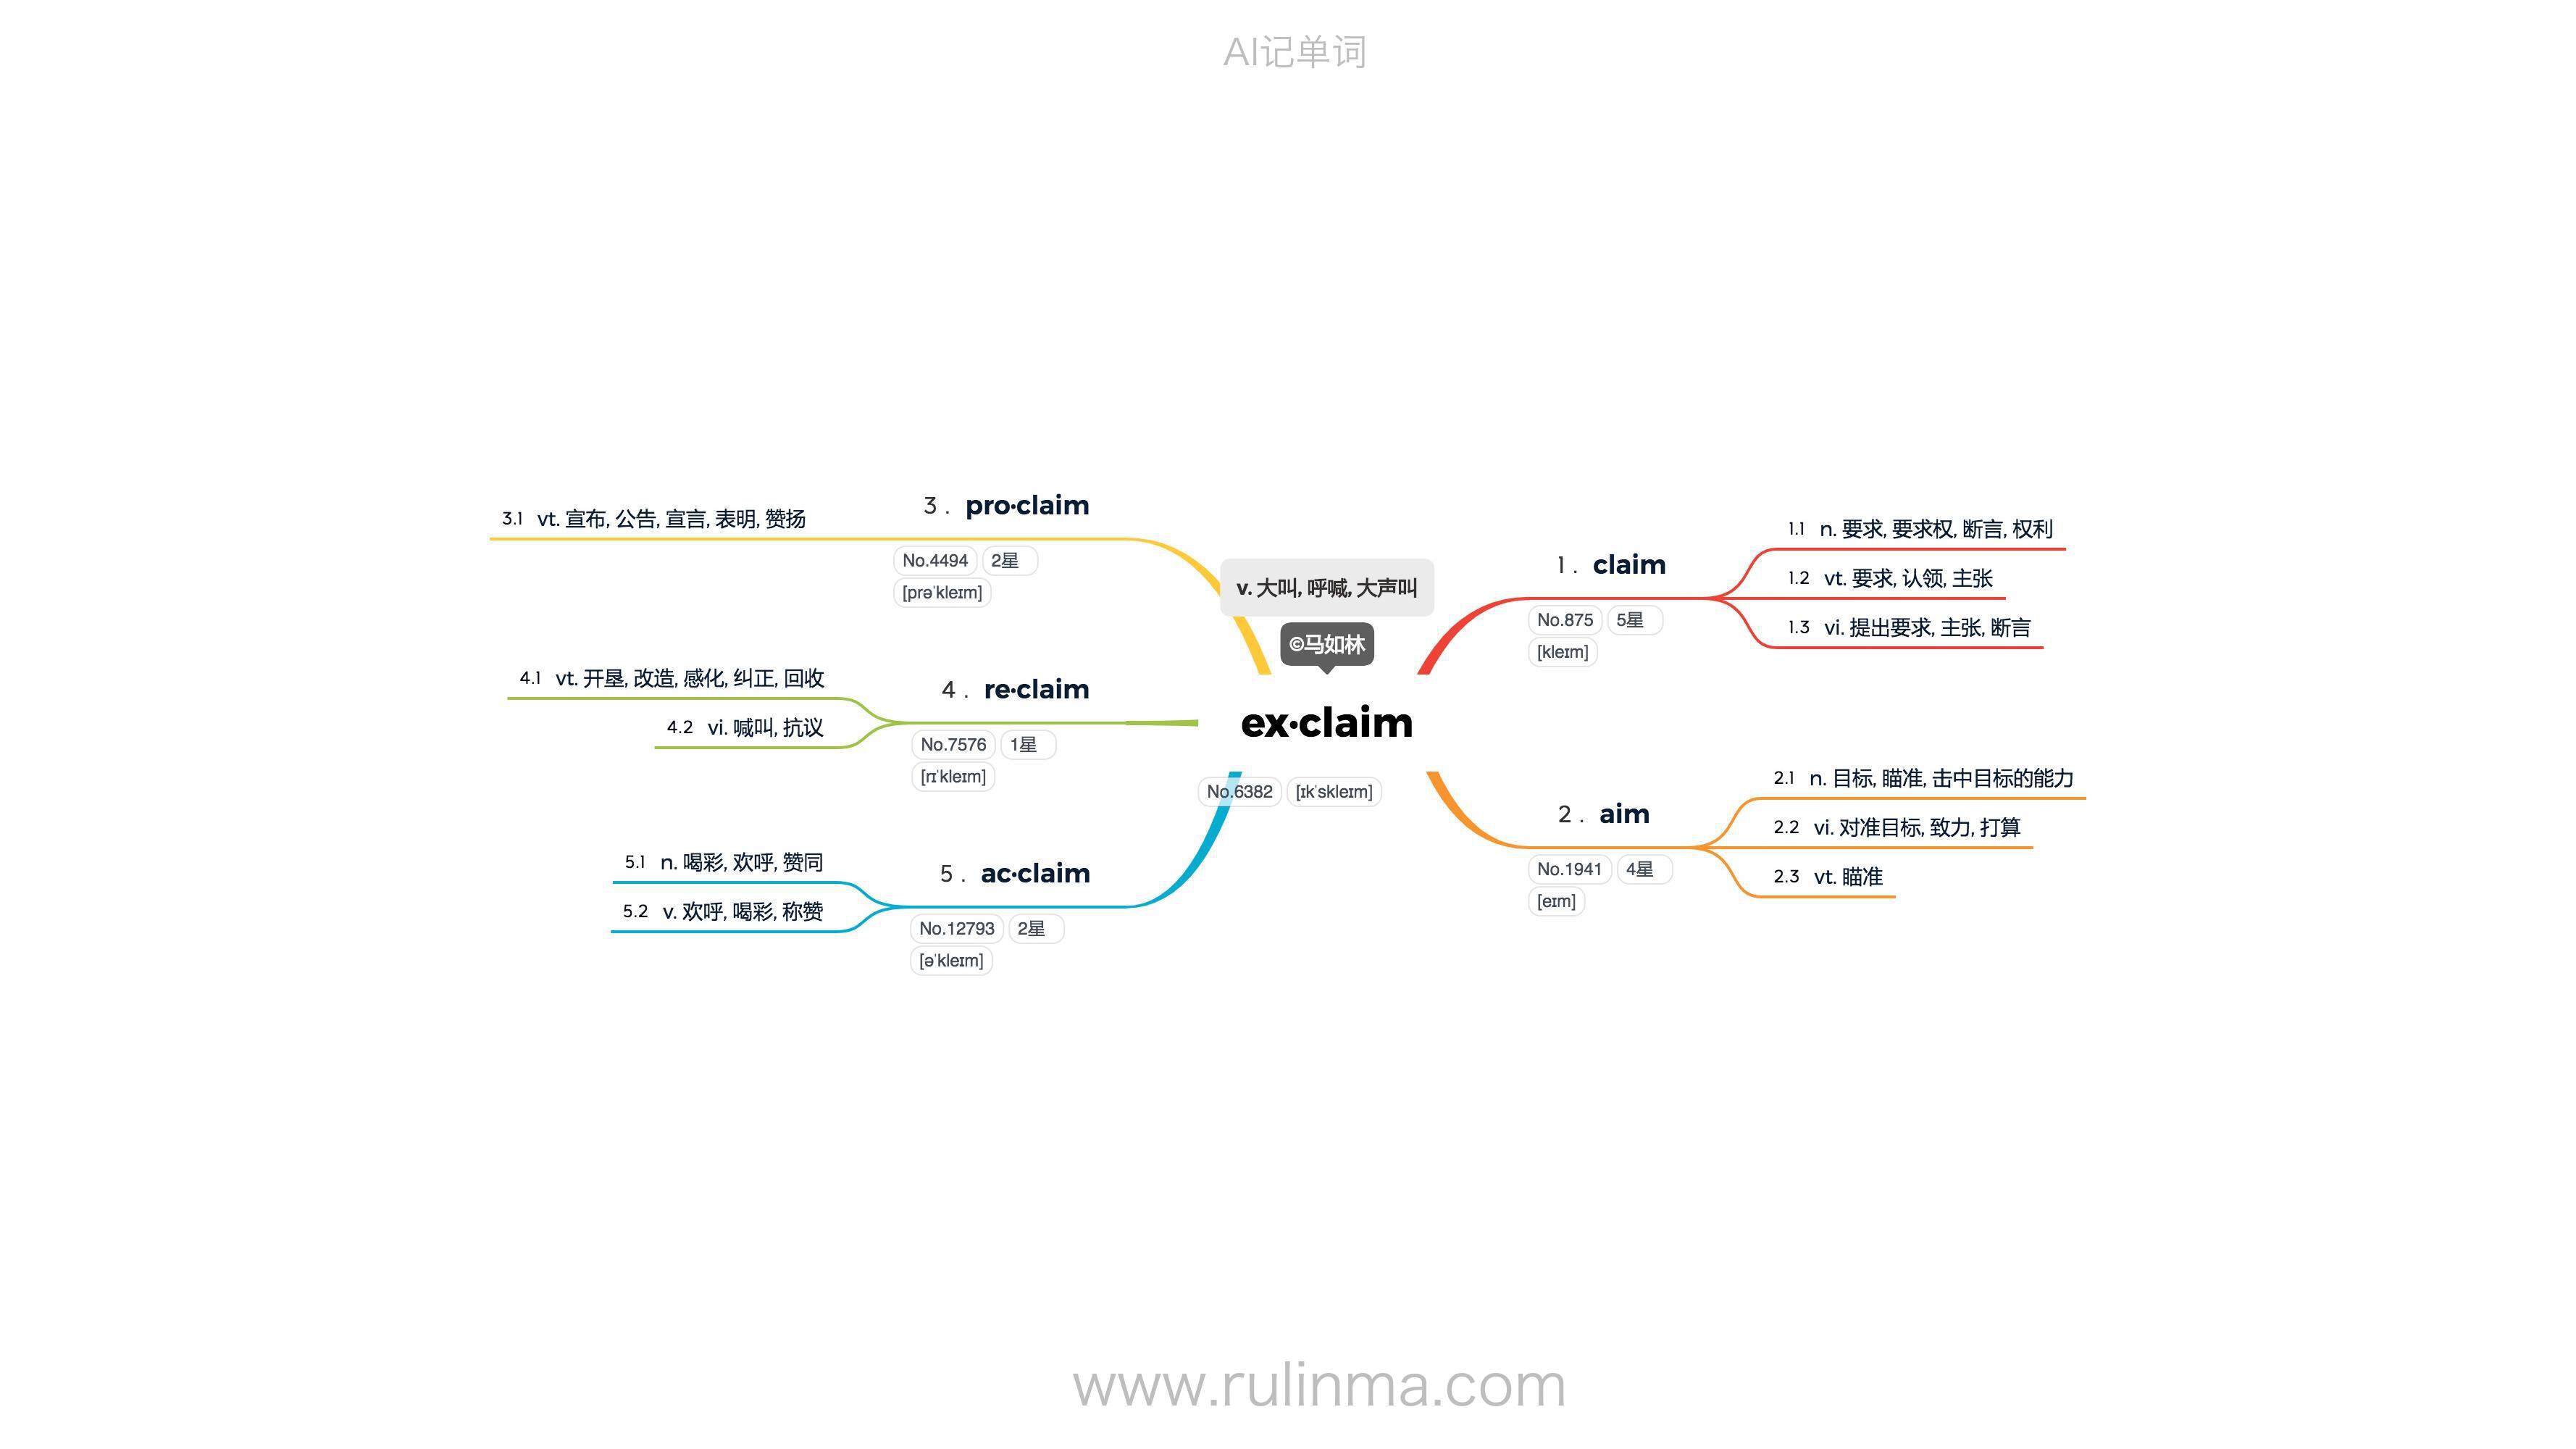 AI记单词
v. 大叫, 呼喊, 大声叫
©马如林
ex·claim
No.6382 [ɪkˈskleɪm]
1 . claim
No.875 5星
[kleɪm]
1.1 n. 要求, 要求权, 断言, 权利
1.2 vt. 要求, 认领, 主张
1.3 vi. 提出要求, 主张, 断言
2 . aim
No.1941 4星
[eɪm]
2.1 n. 目标, 瞄准, 击中目标的能力
2.2 vi. 对准目标, 致力, 打算
2.3 vt. 瞄准
3 . pro·claim
No.4494 2星
[prəˈkleɪm]
3.1 vt. 宣布, 公告, 宣言, 表明, 赞扬
4 . re·claim
No.7576 1星
[rɪˈkleɪm]
4.1 vt. 开垦, 改造, 感化, 纠正, 回收
4.2 vi. 喊叫, 抗议
5 . ac·claim
No.12793 2星
[əˈkleɪm]
5.1 n. 喝彩, 欢呼, 赞同
5.2 v. 欢呼, 喝彩, 称赞
www.rulinma.com